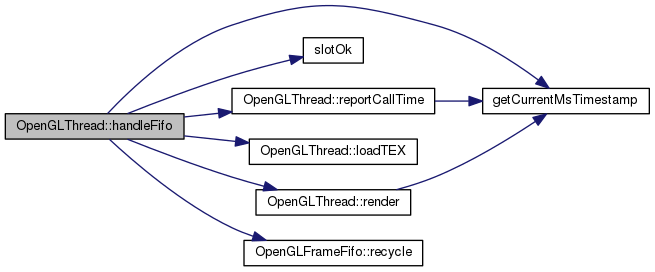 slotOk
OpenGLThread::reportCallTime
getCurrentMsTimestamp
OpenGLThread::handleFifo
OpenGLThread::loadTEX
OpenGLThread::render
OpenGLFrameFifo::recycle